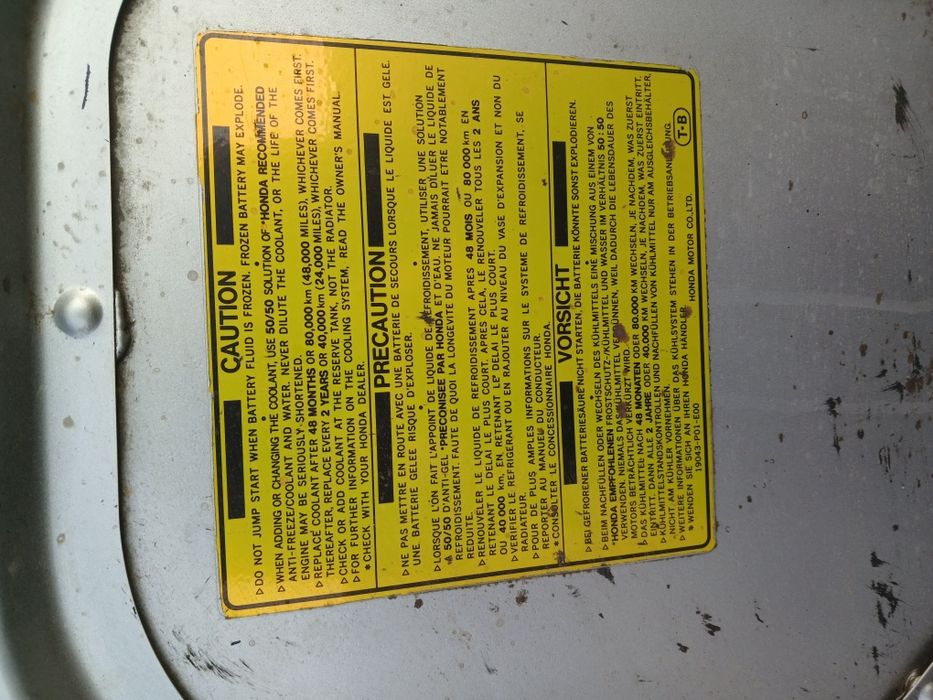 CAUTION
▷DO NOT JUMP START WHEN BATTERY FLUID IS FROZEN. FROZEN BATTERY MAY EXPLODE.
▷WHEN ADDING OR CHANGING THE COOLANT, USE 50/50 SOLUTION OF *HONDA RECOMMENDED
ANTI-FREEZE/COOLANT AND WATER. NEVER DILUTE THE COOLANT, OR THE LIFE OF THE
ENGINE MAY BE SERIOUSLY SHORTENED.
▷REPLACE COOLANT AFTER 48 MONTHS OR 80,000km (48,000 MILES), WHICHEVER COMES FIRST.
THEREAFTER, REPLACE EVERY 2 YEARS OR 40,000km (24,000 MILES), WHICHEVER COMES FIRST.
▷CHECK OR ADD COOLANT AT THE RESERVE TANK, NOT THE RADIATOR.
▷FOR FURTHER INFORMATION ON THE COOLING SYSTEM, READ THE OWNER'S MANUAL.
*CHECK WITH YOUR HONDA DEALER.
PRECAUTION
▷NE PAS METTRE EN ROUTE AVEC UNE BATTERIE DE SECOURS LORSQUE LE LIQUIDE EST GELE.
UNE BATTERIE GELEE RISQUE D'EXPLOSER.
▷LORSQUE L'ON FAIT L'APPOINT DE LIQUIDE DE REFROIDISSEMENT, UTILISER UNE SOLUTION
à 50/50 D'ANTI-GEL *PRECONISEE PAR HONDA ET D'EAU. NE JAMAIS DILUER LE LIQUIDE DE
REFROIDISSEMENT. FAUTE DE QUOI LA LONGEVITE DU MOTEUR POURRAIT ETRE NOTABLEMENT
REDUITE.
▷RENOUVELER LE LIQUIDE DE REFROIDISSEMENT APRES 48 MOIS OU 80 000 km EN
RETENANT LE DELAI LE PLUS COURT, APRES CELA, LE RENOUVELER TOUS LES 2 ANS
OU 40 000 km, EN RETENANT LE DELAI LE PLUS COURT.
▷VERIFIER LE REFRIGERANT OU EN RAJOUTER AU NIVEAU DU VASE D'EXPANSION ET NON DU
RADIATEUR.
▷POUR DE PLUS AMPLES INFORMATIONS SUR LE SYSTEME DE REFROIDISSEMENT, SE
REPORTER AU MANUEL DU CONDUCTEUR.
*CONSULTER LE CONCESSIONNAIRE HONDA.
VORSICHT
▷BEI GEFRORENER BATTERIESÄURE NICHT STARTEN, DIE BATTERIE KÖNNTE SONST EXPLODIEREN.
▷BEIM NACHFÜLLEN ODER WECHSELN DES KÜHLMITTELS EINE MISCHUNG AUS EINEM VON
*HONDA EMPFOHLENEN FROSTSCHUTZ-/KÜHLMITTEL UND WASSER IM VERHÄLTNIS 50:50
VERWENDEN. NIEMALS DAS KÜHLMITTEL VERDÜNNEN, WEIL DADURCH DIE LEBENSDAUER DES
MOTORS BETRÄCHTLICH VERKÜRZT WIRD.
▷DAS KÜHLMITTEL NACH 48 MONATEN ODER 80.000 KM WECHSELN, JE NACHDEM, WAS ZUERST
EINTRITT. DANN ALLE 2 JAHRE ODER 40.000 KM WECHSELN, JE NACHDEM, WAS ZUERST EINTRITT.
▷KÜHLMITTELSTANDSKONTROLLEN UND NACHFÜLLEN VON KÜHLMITTEL NUR AM AUSGLEICHSBEHÄLTER,
NICHT AM KÜHLER VORNEHMEN.
▷WEITERE INFORMATIONEN ÜBER DAS KÜHLSYSTEM STEHEN IN DER BETRIEBSANLEITUNG.
*WENDEN SIE SICH AN IHREN HONDA HÄNDLER
HONDA MOTOR CO.,LTD.
T·B
19043-P01-E00